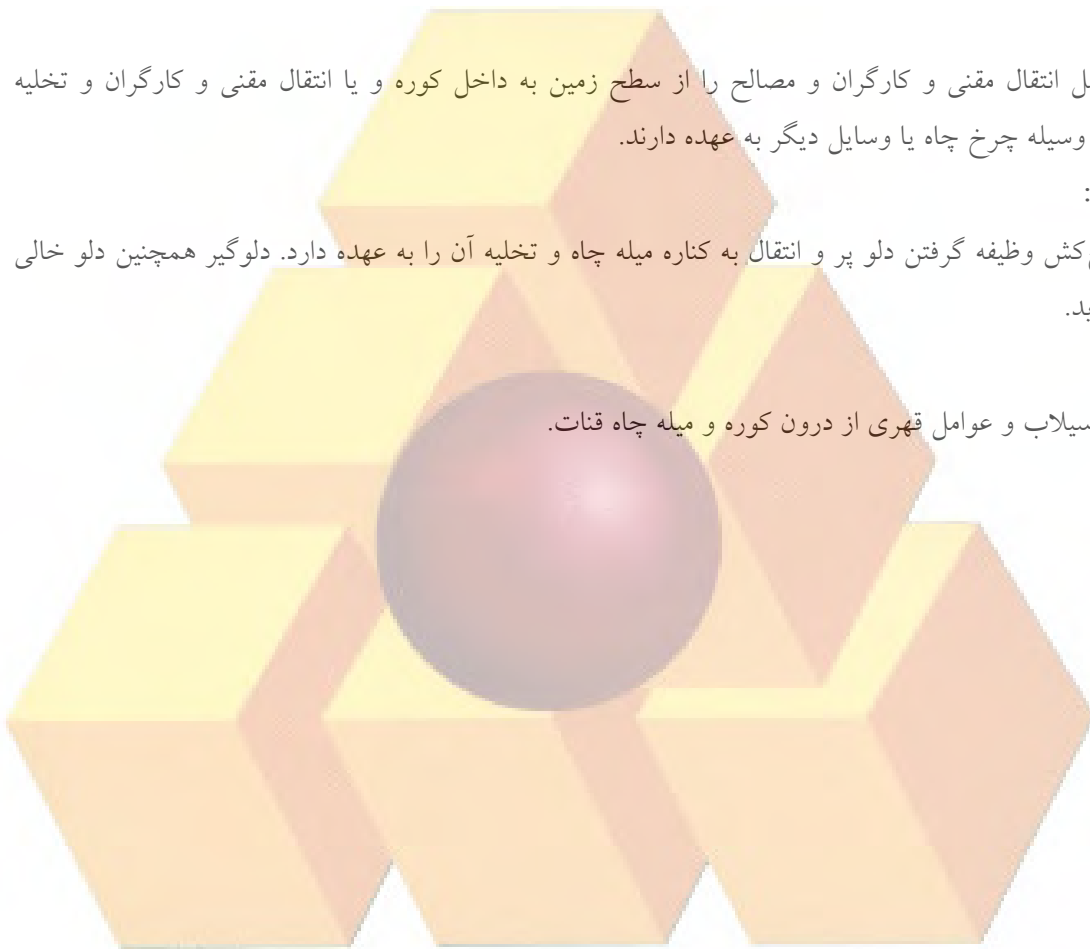 انتقال مقنی و کارگران و مصالح را از سطح زمین به داخل کوره و یا انتقال مقنی و کارگران و تخلیه
وسیله چرخ چاه یا وسایل دیگر به عهده دارند.
:
کش وظیفه گرفتن دلو پر و انتقال به کناره میله چاه و تخلیه آن را به عهده دارد. دلوگیر همچنین دلو خالی
سیلاب و عوامل قهری از درون کوره و میله چاه قنات.